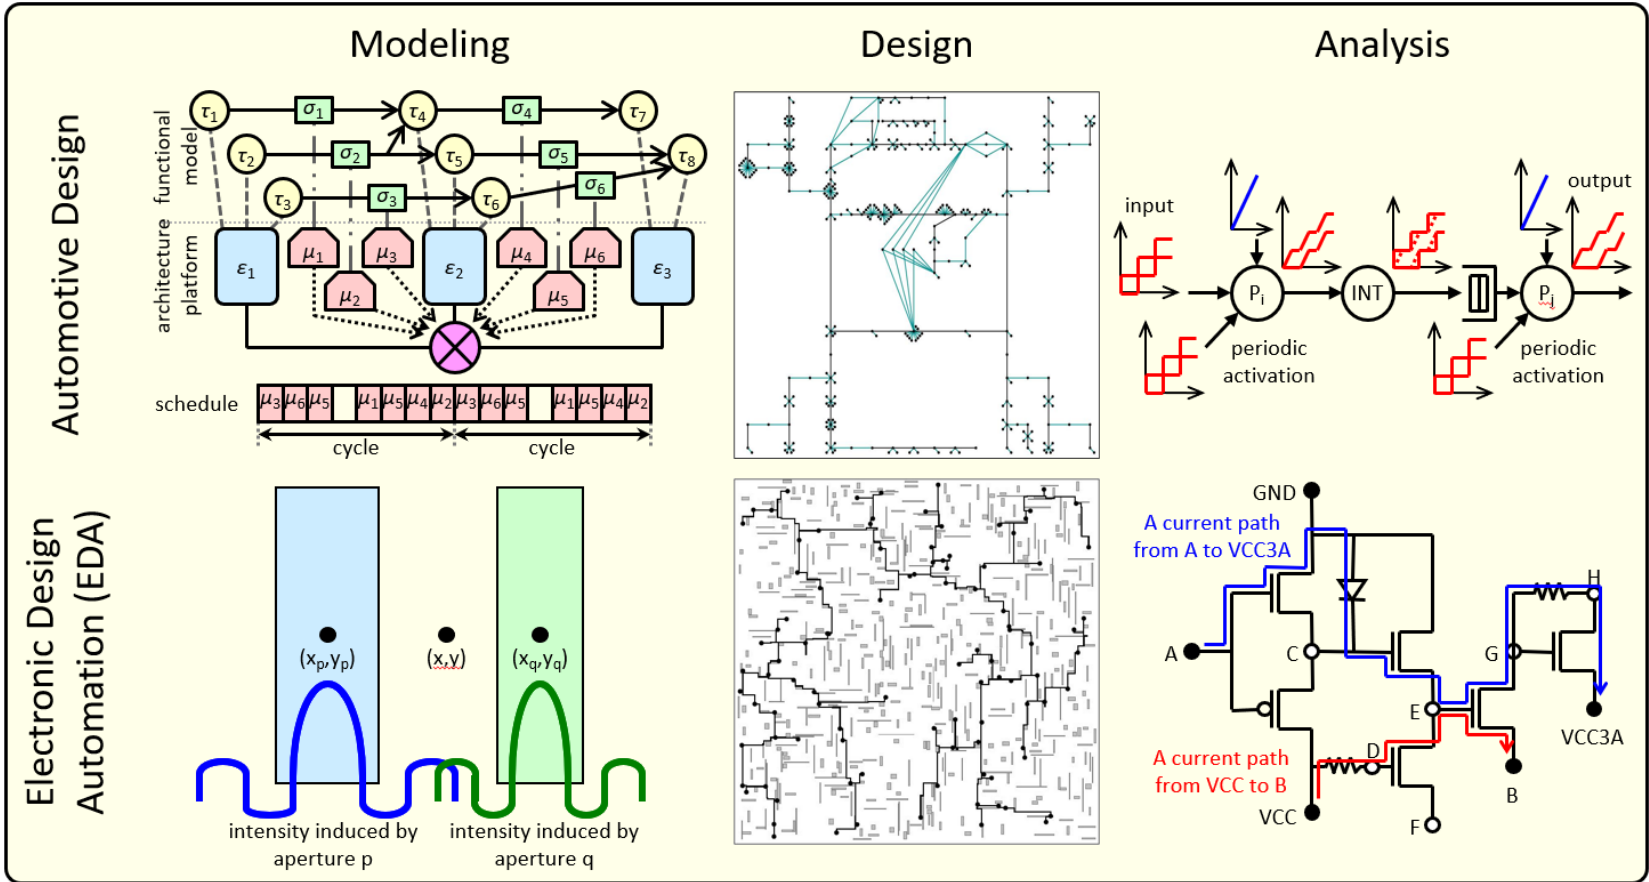 Modeling
Design
Analysis
Automotive Design
functional
model
architecture
platform
τ1 σ1 τ4 σ4 τ7
τ2 σ2 τ5 σ5 τ8
τ3 σ3 τ6 σ6
ε1 μ1 μ3 ε2 μ4 μ6 ε3
μ2 μ5
schedule μ3 μ6 μ5 μ1 μ5 μ4 μ2 μ3 μ6 μ5 μ1 μ5 μ4 μ2
cycle cycle
input
output
Pi INT Pj
periodic
activation
periodic
activation
Electronic Design
Automation (EDA)
(xp,yp) (x,y) (xq,yq)
intensity induced by
aperture p
intensity induced by
aperture q
GND
A current path
from A to VCC3A
H
A
C
G
E
VCC3A
A current path
from VCC to B
D
B
VCC
F